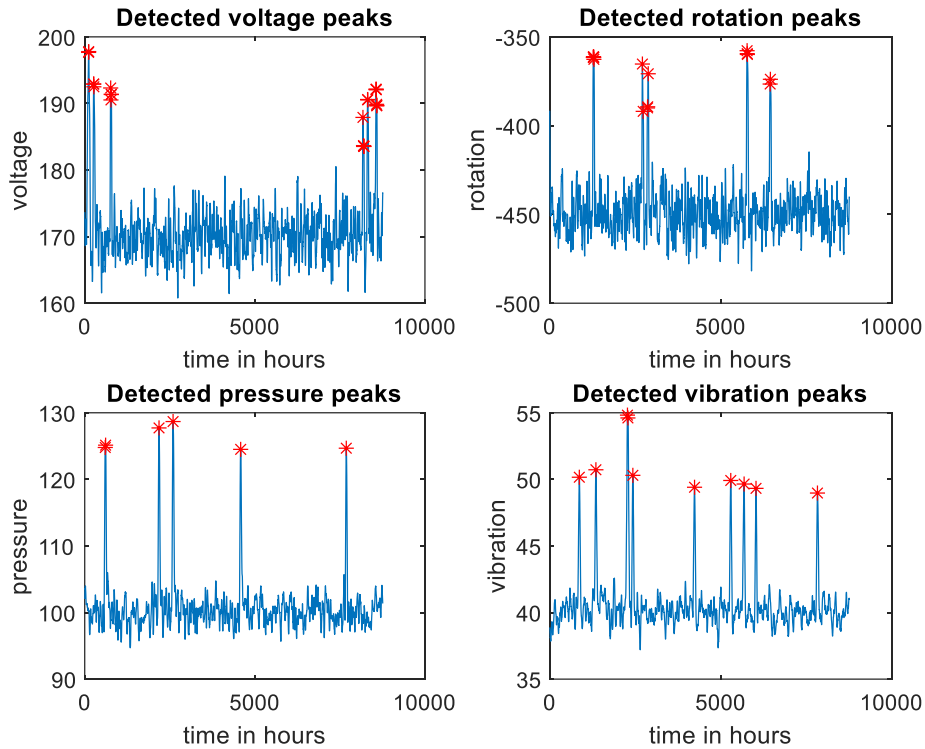 Detected voltage peaks
200
190
180
170
160
voltage
0
5000
10000
time in hours
Detected rotation peaks
-350
-400
-450
-500
rotation
0
5000
10000
time in hours
Detected pressure peaks
130
120
110
100
90
pressure
0
5000
10000
time in hours
Detected vibration peaks
55
50
45
40
35
vibration
0
5000
10000
time in hours